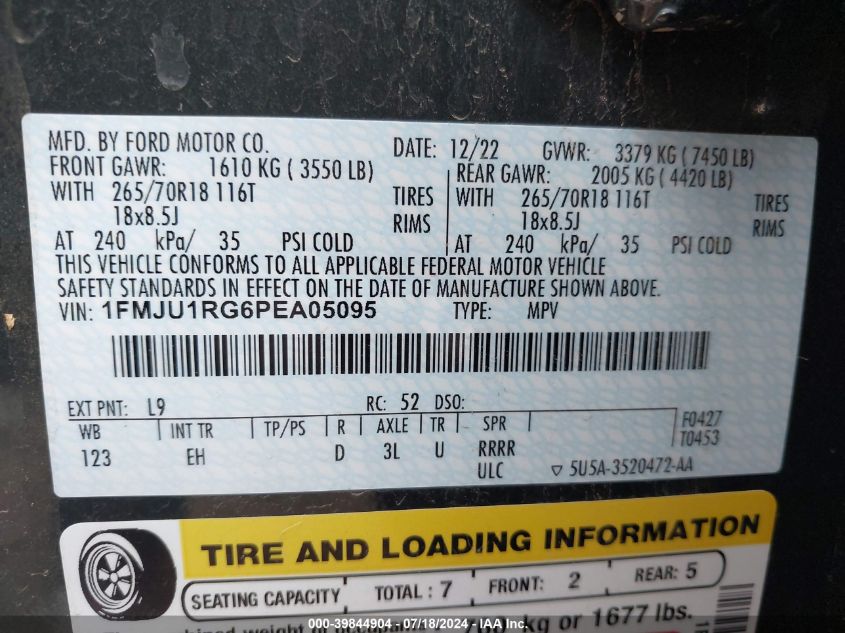 MFD. BY FORD MOTOR CO. DATE: 12/22 GVWR: 3379 KG ( 7450 LB)
FRONT GAWR: 1610 KG ( 3550 LB) REAR GAWR: 2005 KG ( 4420 LB)
WITH 265/70R18 116T TIRES WITH 265/70R18 116T TIRES
18x8.5J RIMS 18x8.5J RIMS
AT 240 kPa/ 35 PSI COLD AT 240 kPa/ 35 PSI COLD
THIS VEHICLE CONFORMS TO ALL APPLICABLE FEDERAL MOTOR VEHICLE
SAFETY STANDARDS IN EFFECT ON THE DATE OF MANUFACTURE SHOWN ABOVE.
VIN: 1FMJU1RG6PEA05095 TYPE: MPV
EXT PNT: L9 RC: 52 DSO:
WB INT TR TP/PS R AXLE TR SPR F0427
123 EH D 3L U RRRR T0453
ULC 5U5A-3520472-AA
TIRE AND LOADING INFORMATION
SEATING CAPACITY TOTAL : 7 FRONT: 2 REAR: 5
kg or 1677 lbs.
000-39844904 - 07/18/2024 - IAA Inc.